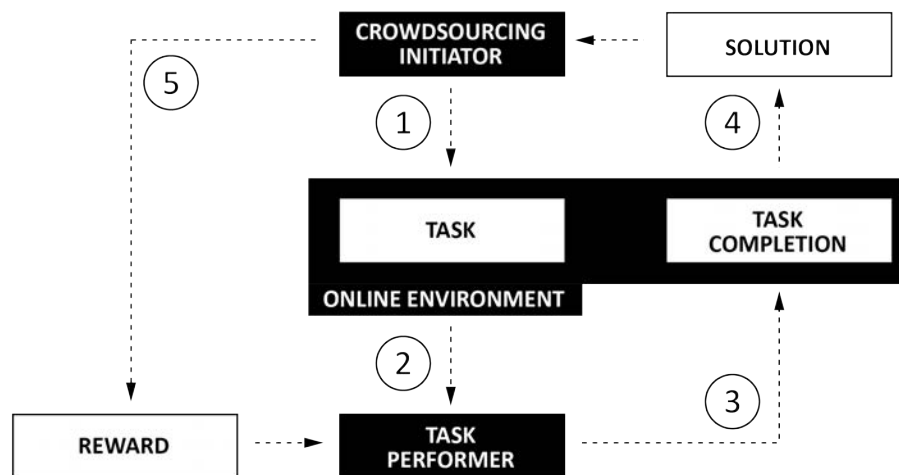 CROWDSOURCING
INITIATOR
SOLUTION
5
1
4
TASK
TASK
COMPLETION
ONLINE ENVIRONMENT
2
3
REWARD
TASK
PERFORMER